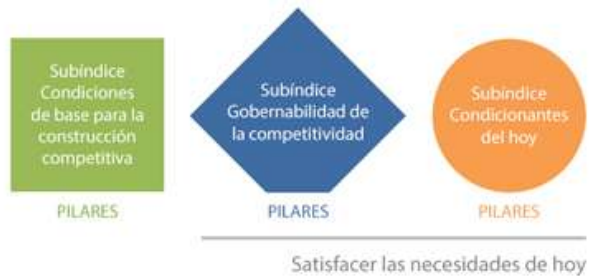 Subíndice
Condiciones
de base para la
construcción
competitiva
Subíndice
Gobernabilidad de
la competitividad
Subíndice
Condicionantes
del hoy
PILARES
PILARES
PILARES
Satisfacer las necesidades de hoy